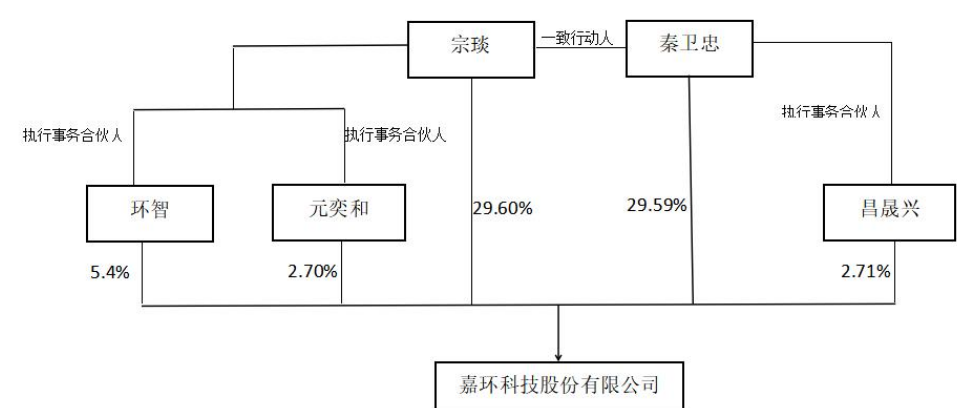 宗琰
一致行动人
秦卫忠
执行事务合伙人
执行事务合伙人
执行事务合伙人
环智
元奕和
29.60%
29.59%
昌晟兴
5.4%
2.70%
2.71%
嘉环科技股份有限公司